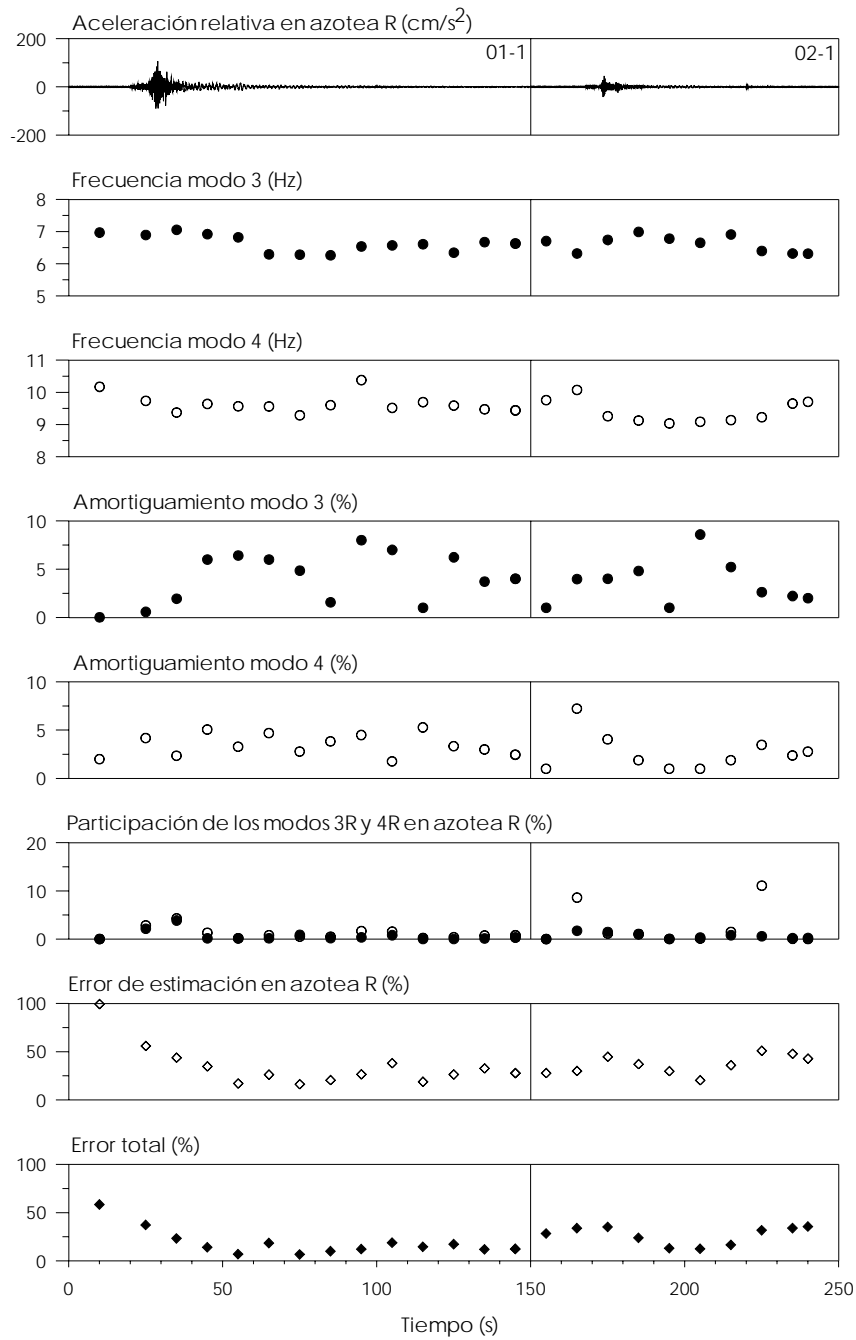 Aceleración relativa en azotea R (cm/s²)
200
0
-200
01-1
02-1
Frecuencia modo 3 (Hz)
8
7
6
5
Frecuencia modo 4 (Hz)
11
10
9
8
Amortiguamiento modo 3 (%)
10
5
0
Amortiguamiento modo 4 (%)
10
5
0
Participación de los modos 3R y 4R en azotea R (%)
20
10
0
Error de estimación en azotea R (%)
100
50
0
Error total (%)
100
50
0
0 50 100 150 200 250
Tiempo (s)